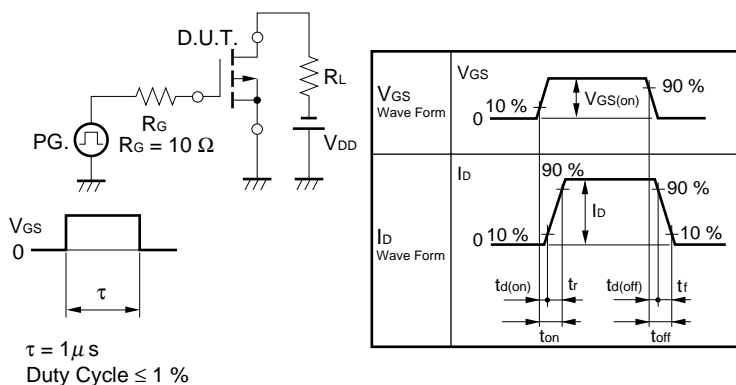 D.U.T.
RL
RG
PG.
RG = 10 Ω
VDD
VGS
0
τ
τ = 1μ s
Duty Cycle ≤ 1 %
VGS
Wave Form
VGS
10 %
0
VGS(on)
90 %
ID
Wave Form
ID
90 %
90 %
0
10 %
ID
10 %
td(on)
tr
td(off)
tf
ton
toff